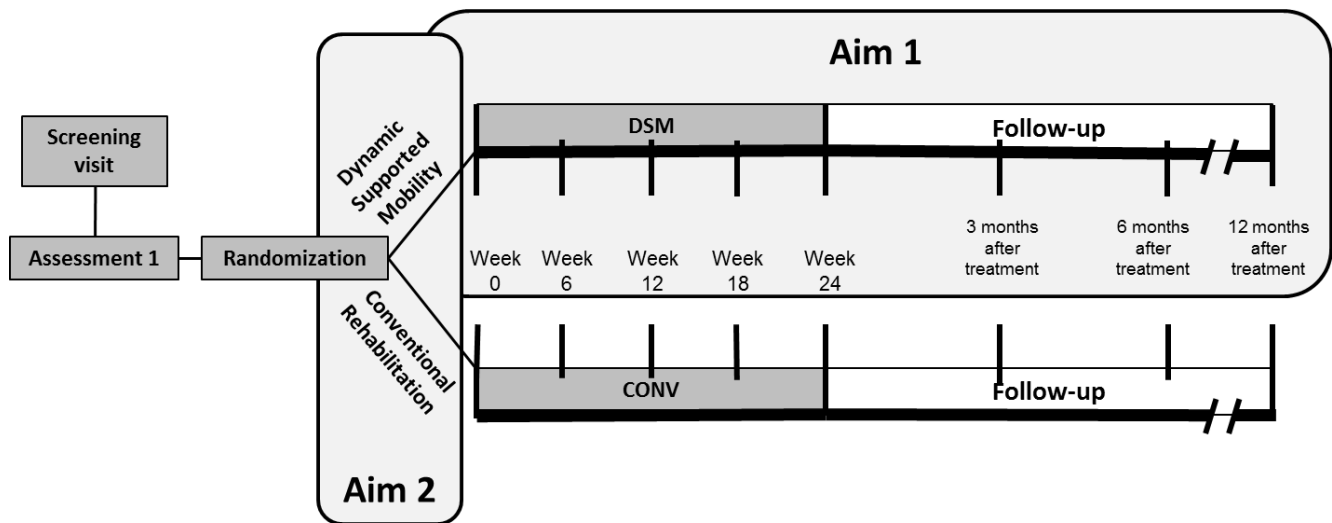 Aim 1
Screening
visit
Assessment 1
Randomization
Dynamic
Supported
Mobility
Conventional
Rehabilitation
Aim 2
DSM
Follow-up
Week
0
Week
6
Week
12
Week
18
Week
24
3 months
after
treatment
6 months
after
treatment
12 months
after
treatment
CONV
Follow-up